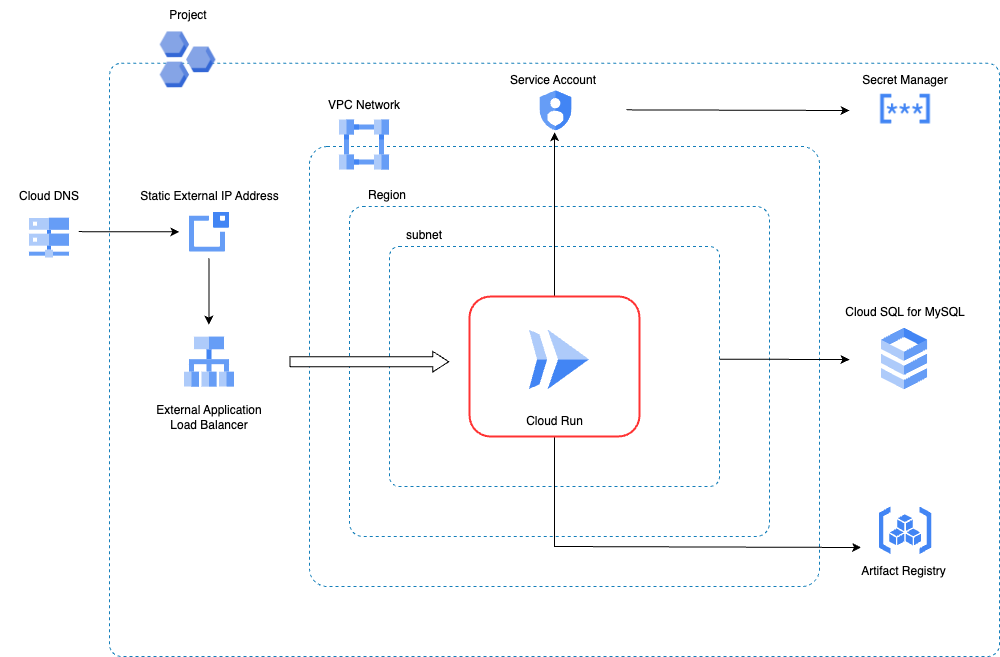 Project
Service Account
Secret Manager
VPC Network
[***]
Cloud DNS
Static External IP Address
Region
subnet
Cloud SQL for MySQL
External Application
Load Balancer
Cloud Run
Artifact Registry